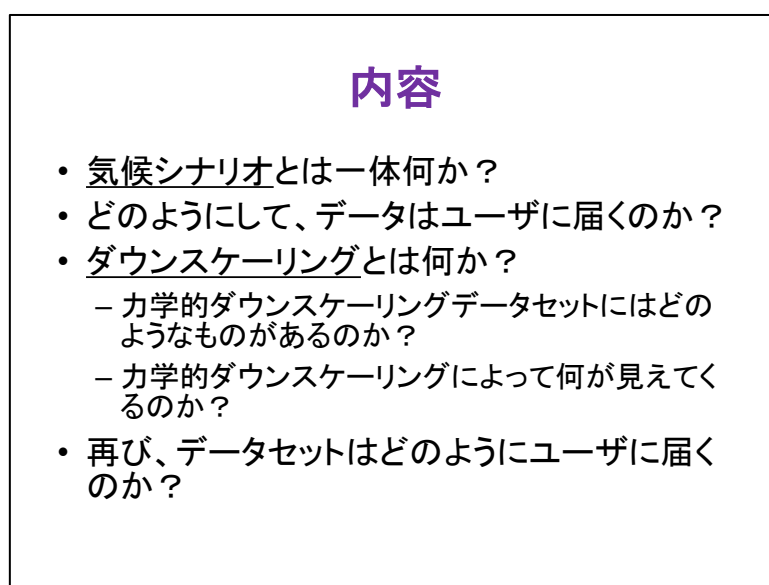 内容
• 気候シナリオとは一体何か？
• どのようにして、データはユーザに届くのか？
• ダウンスケーリングとは何か？
– 力学的ダウンスケーリングデータセットにはどの
ようなものがあるのか？
– 力学的ダウンスケーリングによって何が見えてく
るのか？
• 再び、データセットはどのようにユーザに届く
のか？